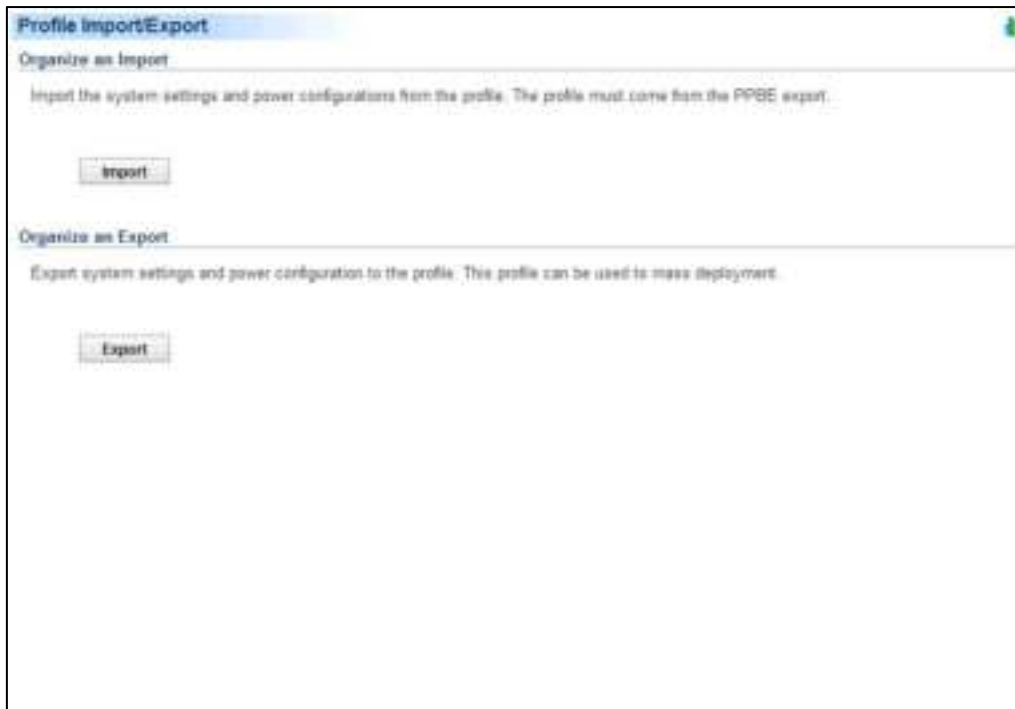 Profile Import/Export
Organize an Import
Import the system settings and power configurations from the profile. The profile must come from the PPBE export.
Import
Organize an Export
Export system settings and power configuration to the profile. This profile can be used to mass deployment.
Export